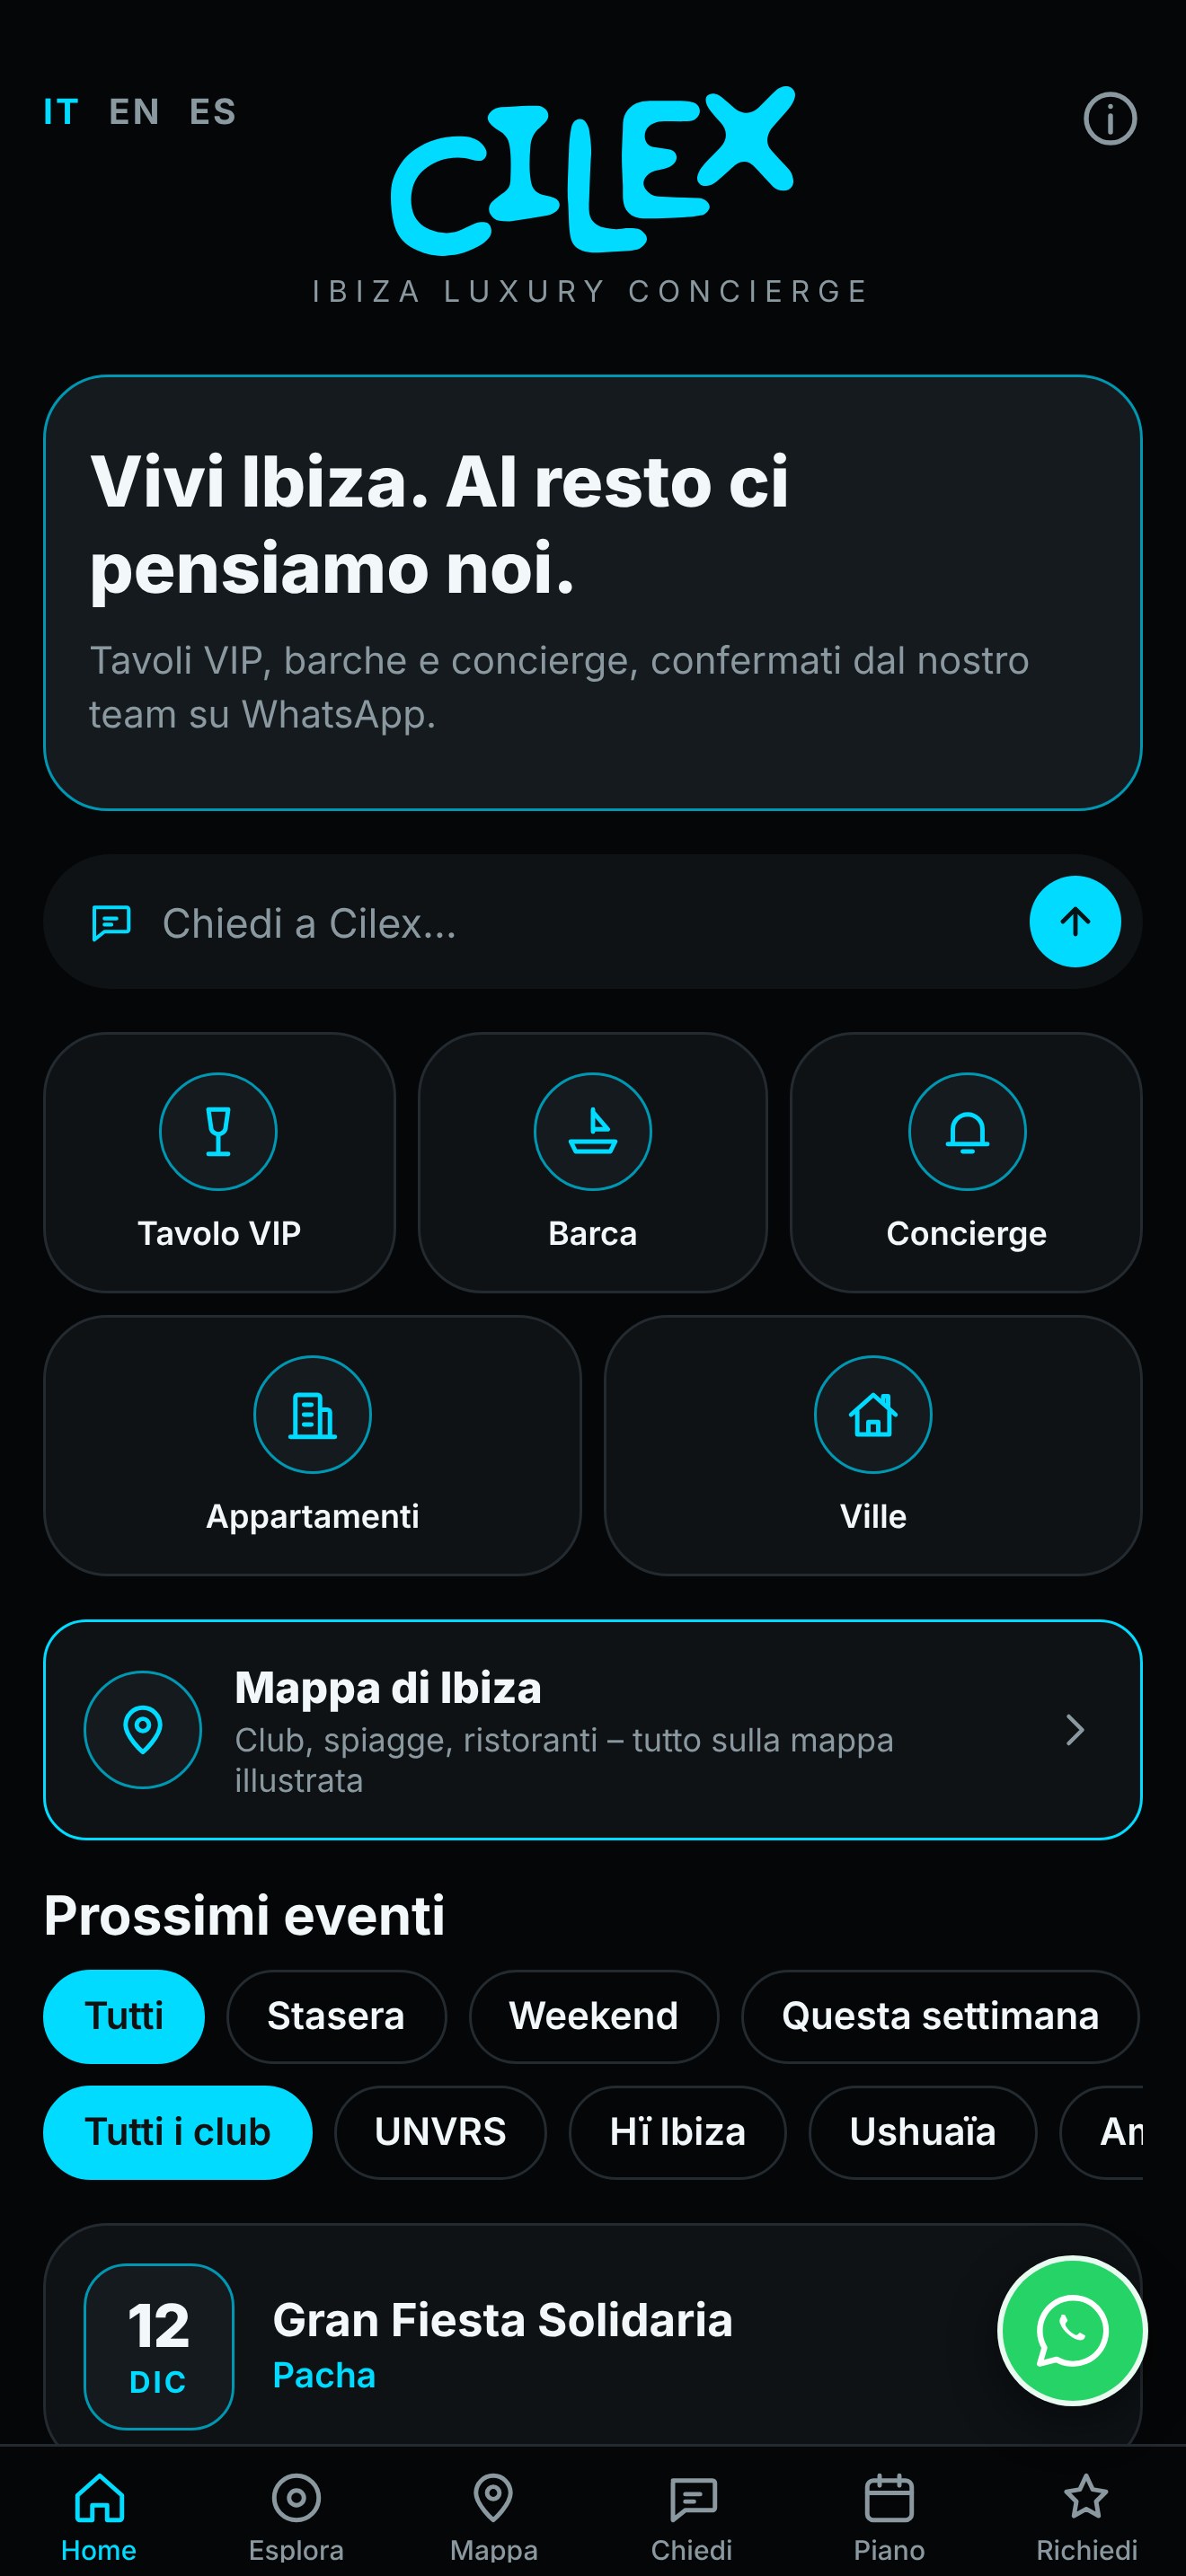 IT EN ES
CILEX
IBIZA LUXURY CONCIERGE
Vivi Ibiza. Al resto ci
pensiamo noi.
Tavoli VIP, barche e concierge, confermati dal nostro
team su WhatsApp.
Chiedi a Cilex...
Tavolo VIP Barca Concierge
Appartamenti Ville
Mappa di Ibiza
Club, spiagge, ristoranti – tutto sulla mappa
illustrata
Prossimi eventi
Tutti Stasera Weekend Questa settimana
Tutti i club UNVRS Hï Ibiza Ushuaïa
12
DIC
Gran Fiesta Solidaria
Pacha
Home Esplora Mappa Chiedi Piano Richiedi